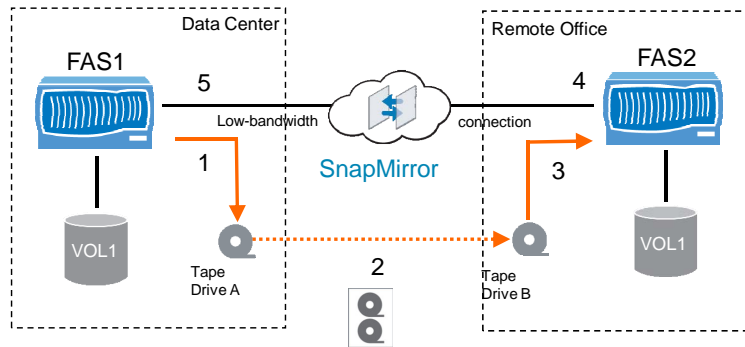 Data Center
Remote Office
FAS1
FAS2
5
4
Low-bandwidth
connection
SnapMirror
1
3
VOL1
VOL1
Tape
Drive A
2
Tape
Drive B